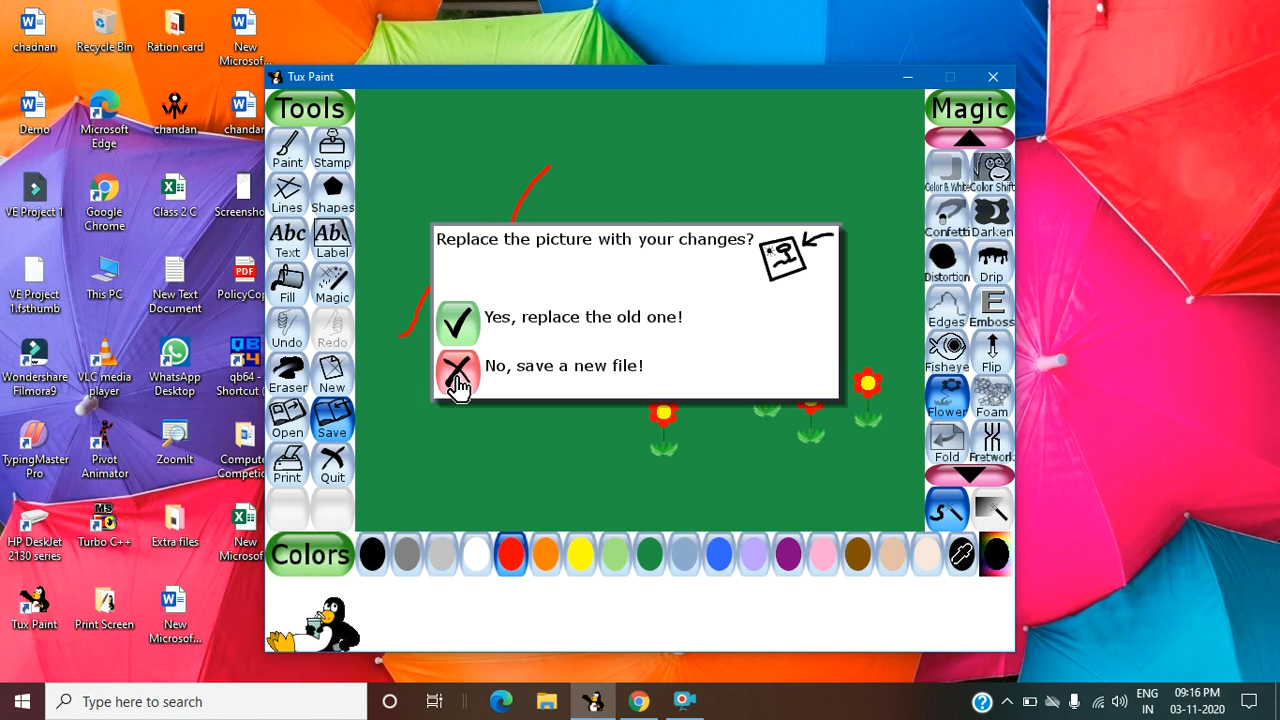 chadnan
Recycle Bin
Ration card
New
Microsof...
Demo
Microsoft
Edge
chandan
chandan
VE Project 1
Google
Chrome
Class 2 C
Screensho
VE Project
1.fsthumb
This PC
New Text
Document
PolicyCop
Wondershare
Filmora9
VLC media
player
WhatsApp
Desktop
qb64 -
Shortcut (
TypingMaster
Pro
Pivot
Animator
ZoomIt
Compute
Competic
HP DeskJet
2130 series
Turbo C++
Extra files
New
Microsof
Tux Paint
Print Screen
New
Microsof...
Tux Paint
Tools
Paint
Stamp
Lines
Shapes
Abc
Text
Abc
Label
Fill
Magic
Undo
Redo
Eraser
New
Open
Save
Print
Quit
Replace the picture with your changes?
Yes, replace the old one!
No, save a new file!
Magic
Color & White
Color Shift
Confetti
Darken
Distortion
Drip
Edges
Emboss
Fisheye
Flip
Flower
Foam
Fold
Fretwork
Colors
Type here to search
ENG
IN
09:16 PM
03-11-2020